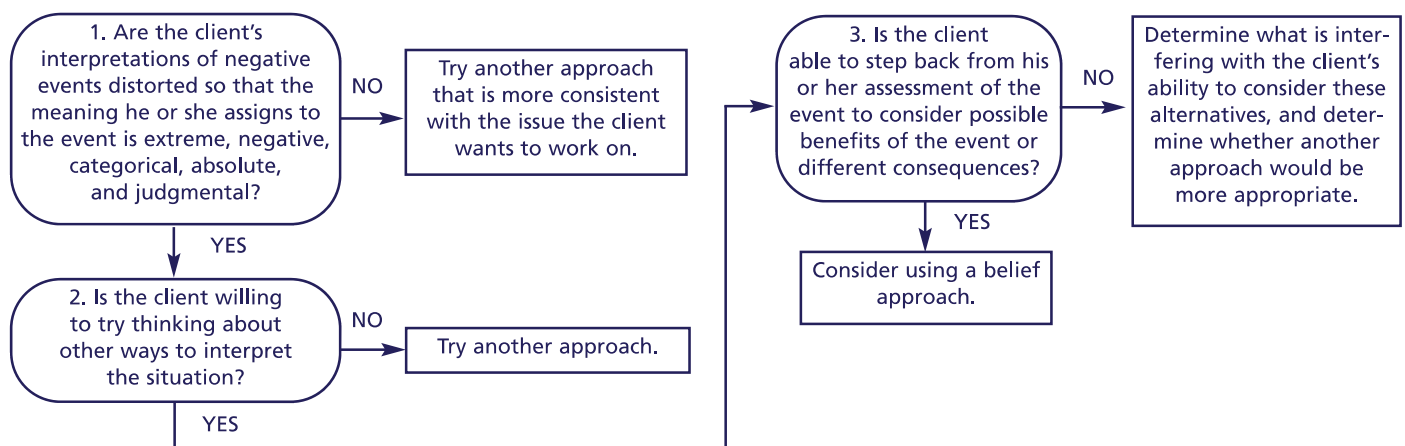 1. Are the client’s
interpretations of negative
events distorted so that the
meaning he or she assigns to
the event is extreme, negative,
categorical, absolute,
and judgmental?
NO
Try another approach
that is more consistent
with the issue the client
wants to work on.
YES
2. Is the client willing
to try thinking about
other ways to interpret
the situation?
NO
Try another approach.
YES
3. Is the client
able to step back from his
or her assessment of the
event to consider possible
benefits of the event or
different consequences?
NO
Determine what is inter-
fering with the client’s
ability to consider these
alternatives, and deter-
mine whether another
approach would be
more appropriate.
YES
Consider using a belief
approach.